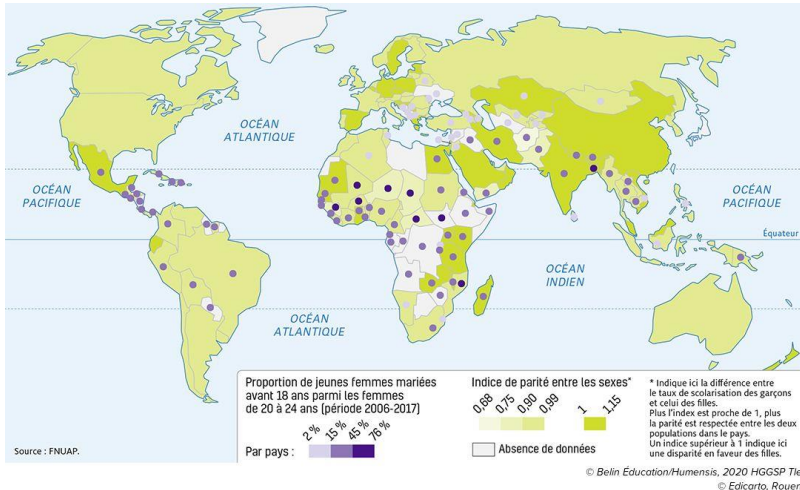 OCÉAN
ATLANTIQUE
OCÉAN
PACIFIQUE
OCÉAN
PACIFIQUE
Équateur
OCÉAN
INDIEN
OCÉAN
ATLANTIQUE
Proportion de jeunes femmes mariées
avant 18 ans parmi les femmes
de 20 à 24 ans (période 2006-2017)
2 % 15 % 45 % 76 %
Par pays :
Indice de parité entre les sexes*
0,68 0,75 0,90 0,99 1 1,15
Absence de données
* Indique ici la différence entre
le taux de scolarisation des garçons
et celui des filles.
Plus l'index est proche de 1, plus
la parité est respectée entre les deux
populations dans le pays.
Un indice supérieur à 1 indique ici
une disparité en faveur des filles.
Source : FNUAP.
© Belin Éducation/Humensis, 2020 HGGSP Tle
© Edicarto, Rouen